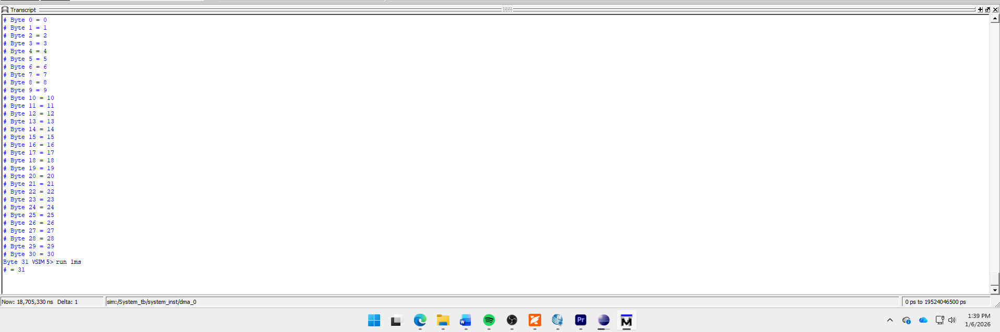 Transcript
# Byte 0 = 0
# Byte 1 = 1
# Byte 2 = 2
# Byte 3 = 3
# Byte 4 = 4
# Byte 5 = 5
# Byte 6 = 6
# Byte 7 = 7
# Byte 8 = 8
# Byte 9 = 9
# Byte 10 = 10
# Byte 11 = 11
# Byte 12 = 12
# Byte 13 = 13
# Byte 14 = 14
# Byte 15 = 15
# Byte 16 = 16
# Byte 17 = 17
# Byte 18 = 18
# Byte 19 = 19
# Byte 20 = 20
# Byte 21 = 21
# Byte 22 = 22
# Byte 23 = 23
# Byte 24 = 24
# Byte 25 = 25
# Byte 26 = 26
# Byte 27 = 27
# Byte 28 = 28
# Byte 29 = 29
# Byte 30 = 30
Byte 31 VSIM 5> run 1ms
# = 31
Now: 18,705,330 ns Delta: 1 sim:/System_tb/system_inst/dma_0 0 ps to 19524046500 ps
W Pr M
1:39 PM
1/6/2026